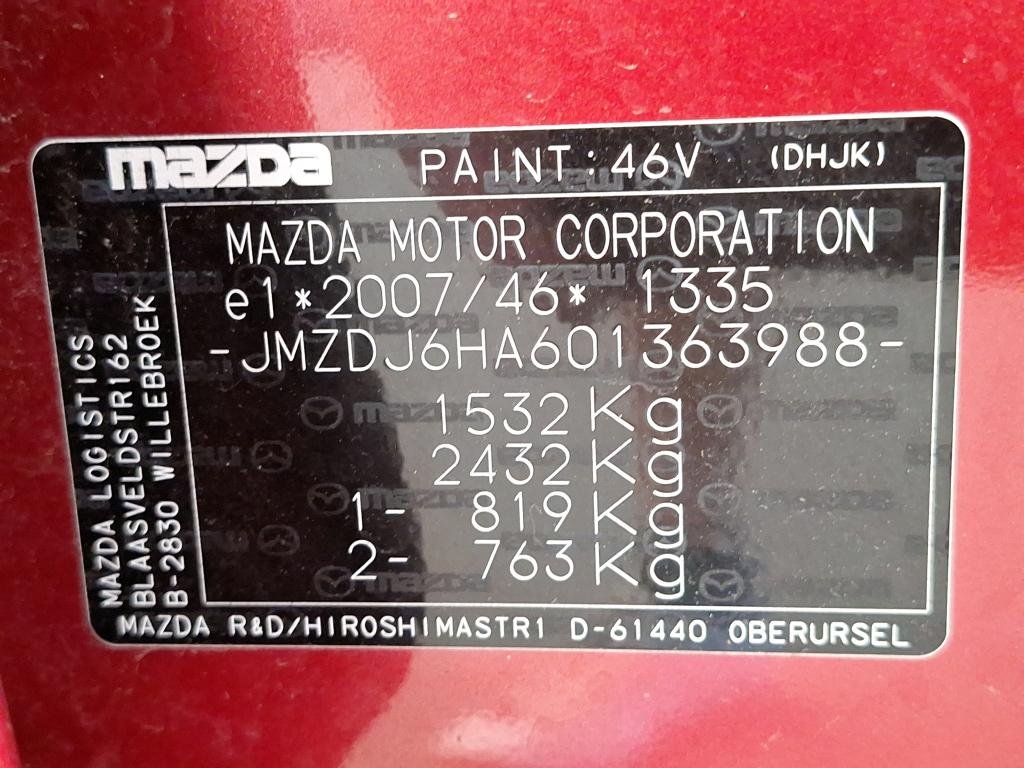 mazda PAINT: 46V (DHJK)
MAZDA MOTOR CORPORATION
e1*2007/46* 1335
-JMZDJ6HA601363988-
1532Kg
2432Kg
1- 819Kg
2- 763Kg
MAZDA LOGISTICS
BLAASVELDSTR162
B-2830 WILLEBROEK
MAZDA R&D/HIROSHIMASTR1 D-61440 OBERURSEL